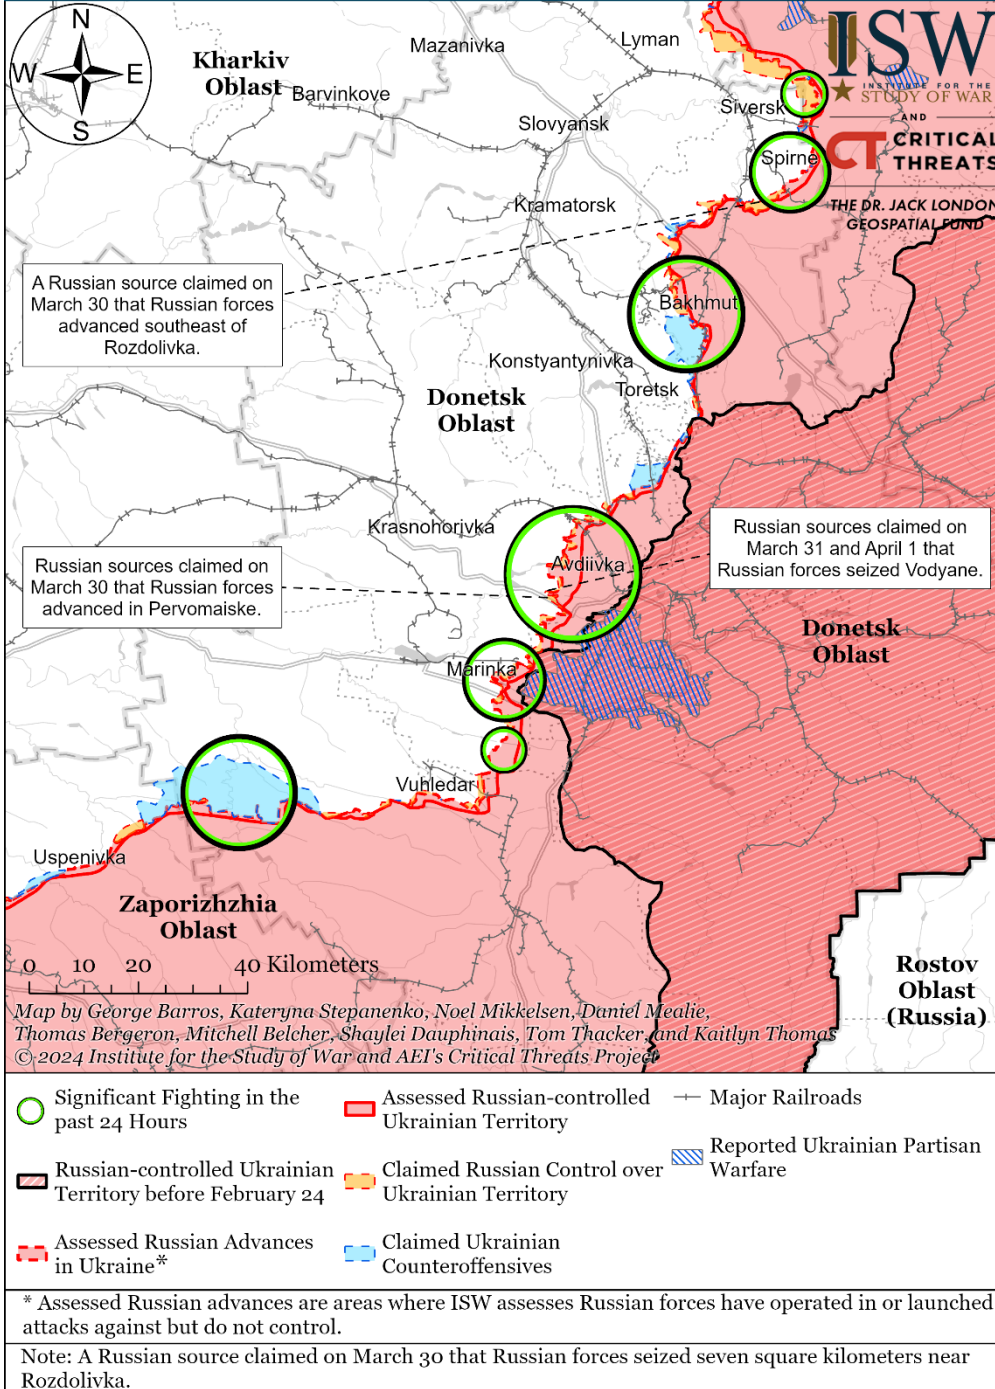 N
W
E
S
Kharkiv
Oblast
Mazanivka
Lyman
Barvinkove
Slovyansk
Siversk
ISW
INSTITUTE FOR THE
STUDY OF WAR
AND
CT CRITICAL
THREATS
THE DR. JACK LONDON
GEOSPATIAL FUND
Spirne
Kramatorsk
A Russian source claimed on
March 30 that Russian forces
advanced southeast of
Rozdolivka.
Bakhmut
Konstyantynivka
Toretsk
Donetsk
Oblast
Krasnohorivka
Avdiivka
Russian sources claimed on
March 31 and April 1 that
Russian forces seized Vodyane.
Russian sources claimed on
March 30 that Russian forces
advanced in Pervomaiske.
Donetsk
Oblast
Marinka
Vuhledar
Uspenivka
Zaporizhzhia
Oblast
0 10 20 40 Kilometers
Rostov
Oblast
(Russia)
Map by George Barros, Kateryna Stepanenko, Noel Mikkelsen, Daniel Mealie,
Thomas Bergeron, Mitchell Belcher, Shaylei Dauphinais, Tom Thacker, and Kaitlyn Thomas
© 2024 Institute for the Study of War and AEI's Critical Threats Project
Significant Fighting in the
past 24 Hours
Russian-controlled Ukrainian
Territory before February 24
Assessed Russian Advances
in Ukraine*
Assessed Russian-controlled
Ukrainian Territory
Claimed Russian Control over
Ukrainian Territory
Claimed Ukrainian
Counteroffensives
Major Railroads
Reported Ukrainian Partisan
Warfare
* Assessed Russian advances are areas where ISW assesses Russian forces have operated in or launched
attacks against but do not control.
Note: A Russian source claimed on March 30 that Russian forces seized seven square kilometers near
Rozdolivka.